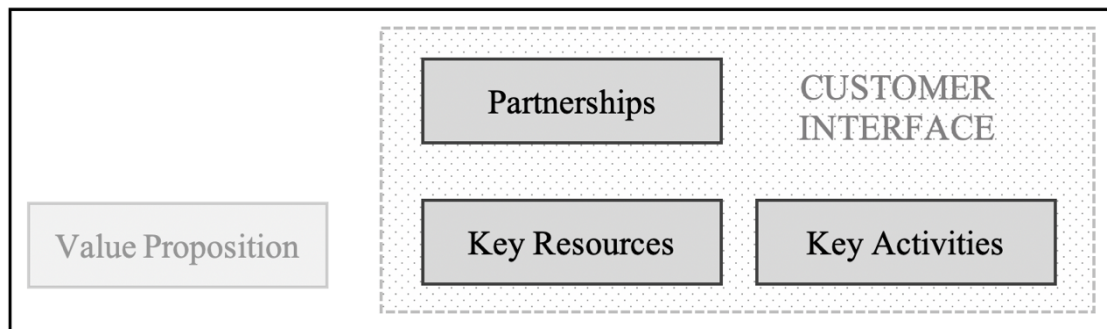 Partnerships
CUSTOMER
INTERFACE
Value Proposition
Key Resources
Key Activities